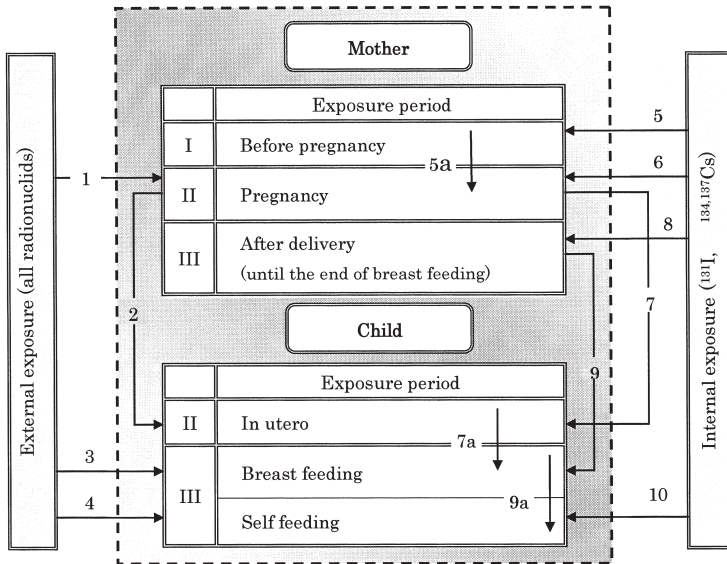 Mother
Exposure period
I Before pregnancy
5a
II Pregnancy
III After delivery
(until the end of breast feeding)
Child
Exposure period
II In utero
7a
III Breast feeding
9a
Self feeding
External exposure (all radionuclids)
1
2
3
4
Internal exposure (¹³¹I, ¹³⁴,¹³⁷Cs)
5
6
8
7
9
10